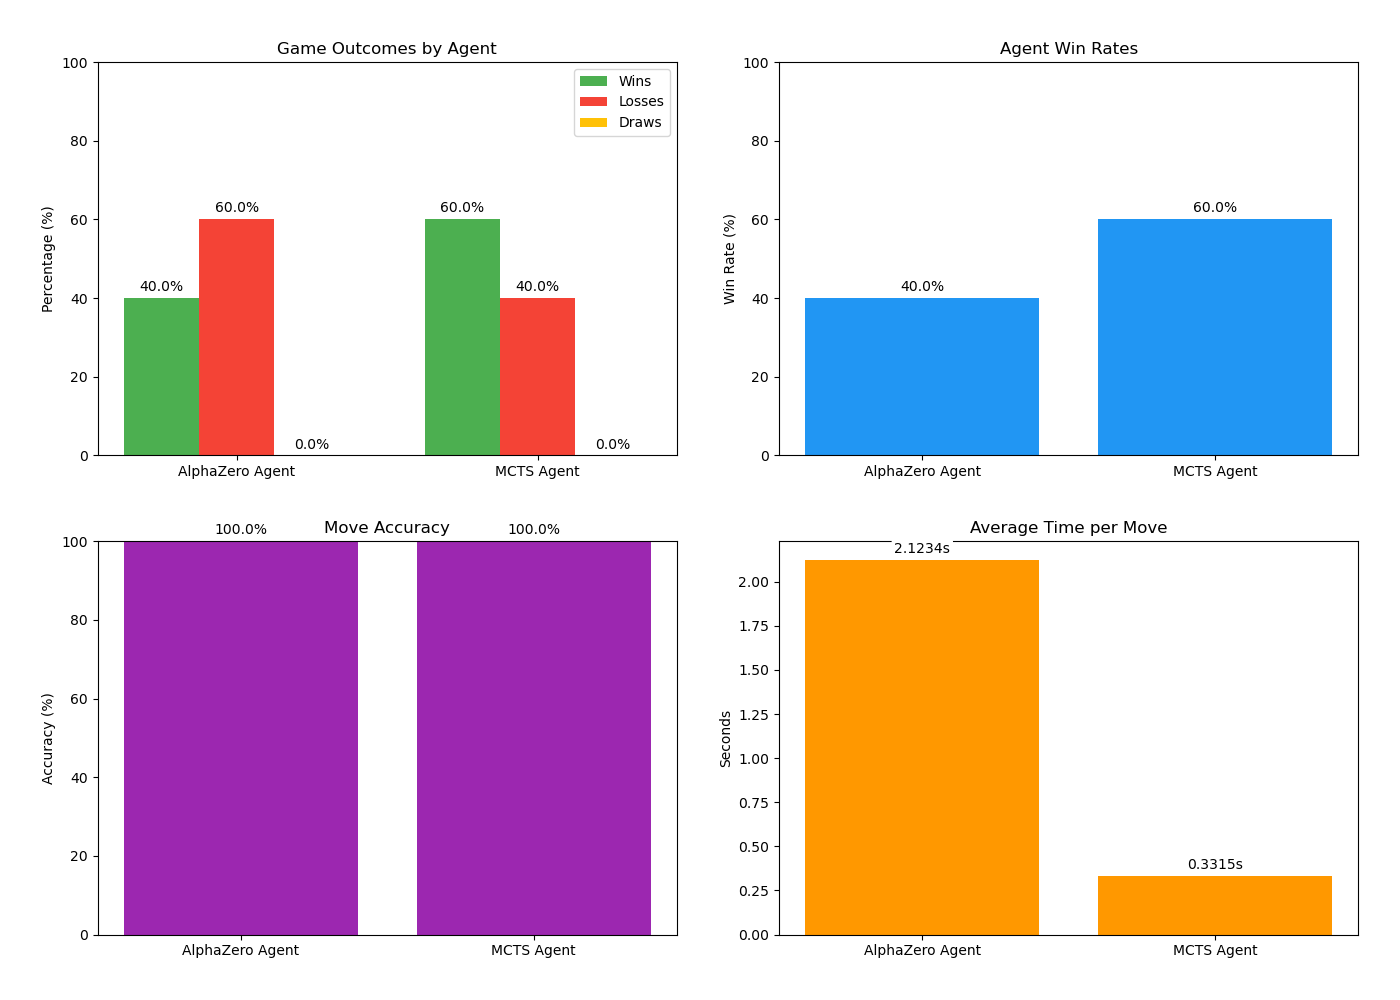 Game Outcomes by Agent
100
80
60
40
20
0
Percentage (%)
Wins
Losses
Draws
40.0%
60.0%
0.0%
60.0%
40.0%
0.0%
AlphaZero Agent
MCTS Agent
Agent Win Rates
100
80
60
40
20
0
Win Rate (%)
40.0%
60.0%
AlphaZero Agent
MCTS Agent
Move Accuracy
100
80
60
40
20
0
Accuracy (%)
100.0%
100.0%
AlphaZero Agent
MCTS Agent
Average Time per Move
2.00
1.75
1.50
1.25
1.00
0.75
0.50
0.25
0.00
Seconds
2.1234s
0.3315s
AlphaZero Agent
MCTS Agent